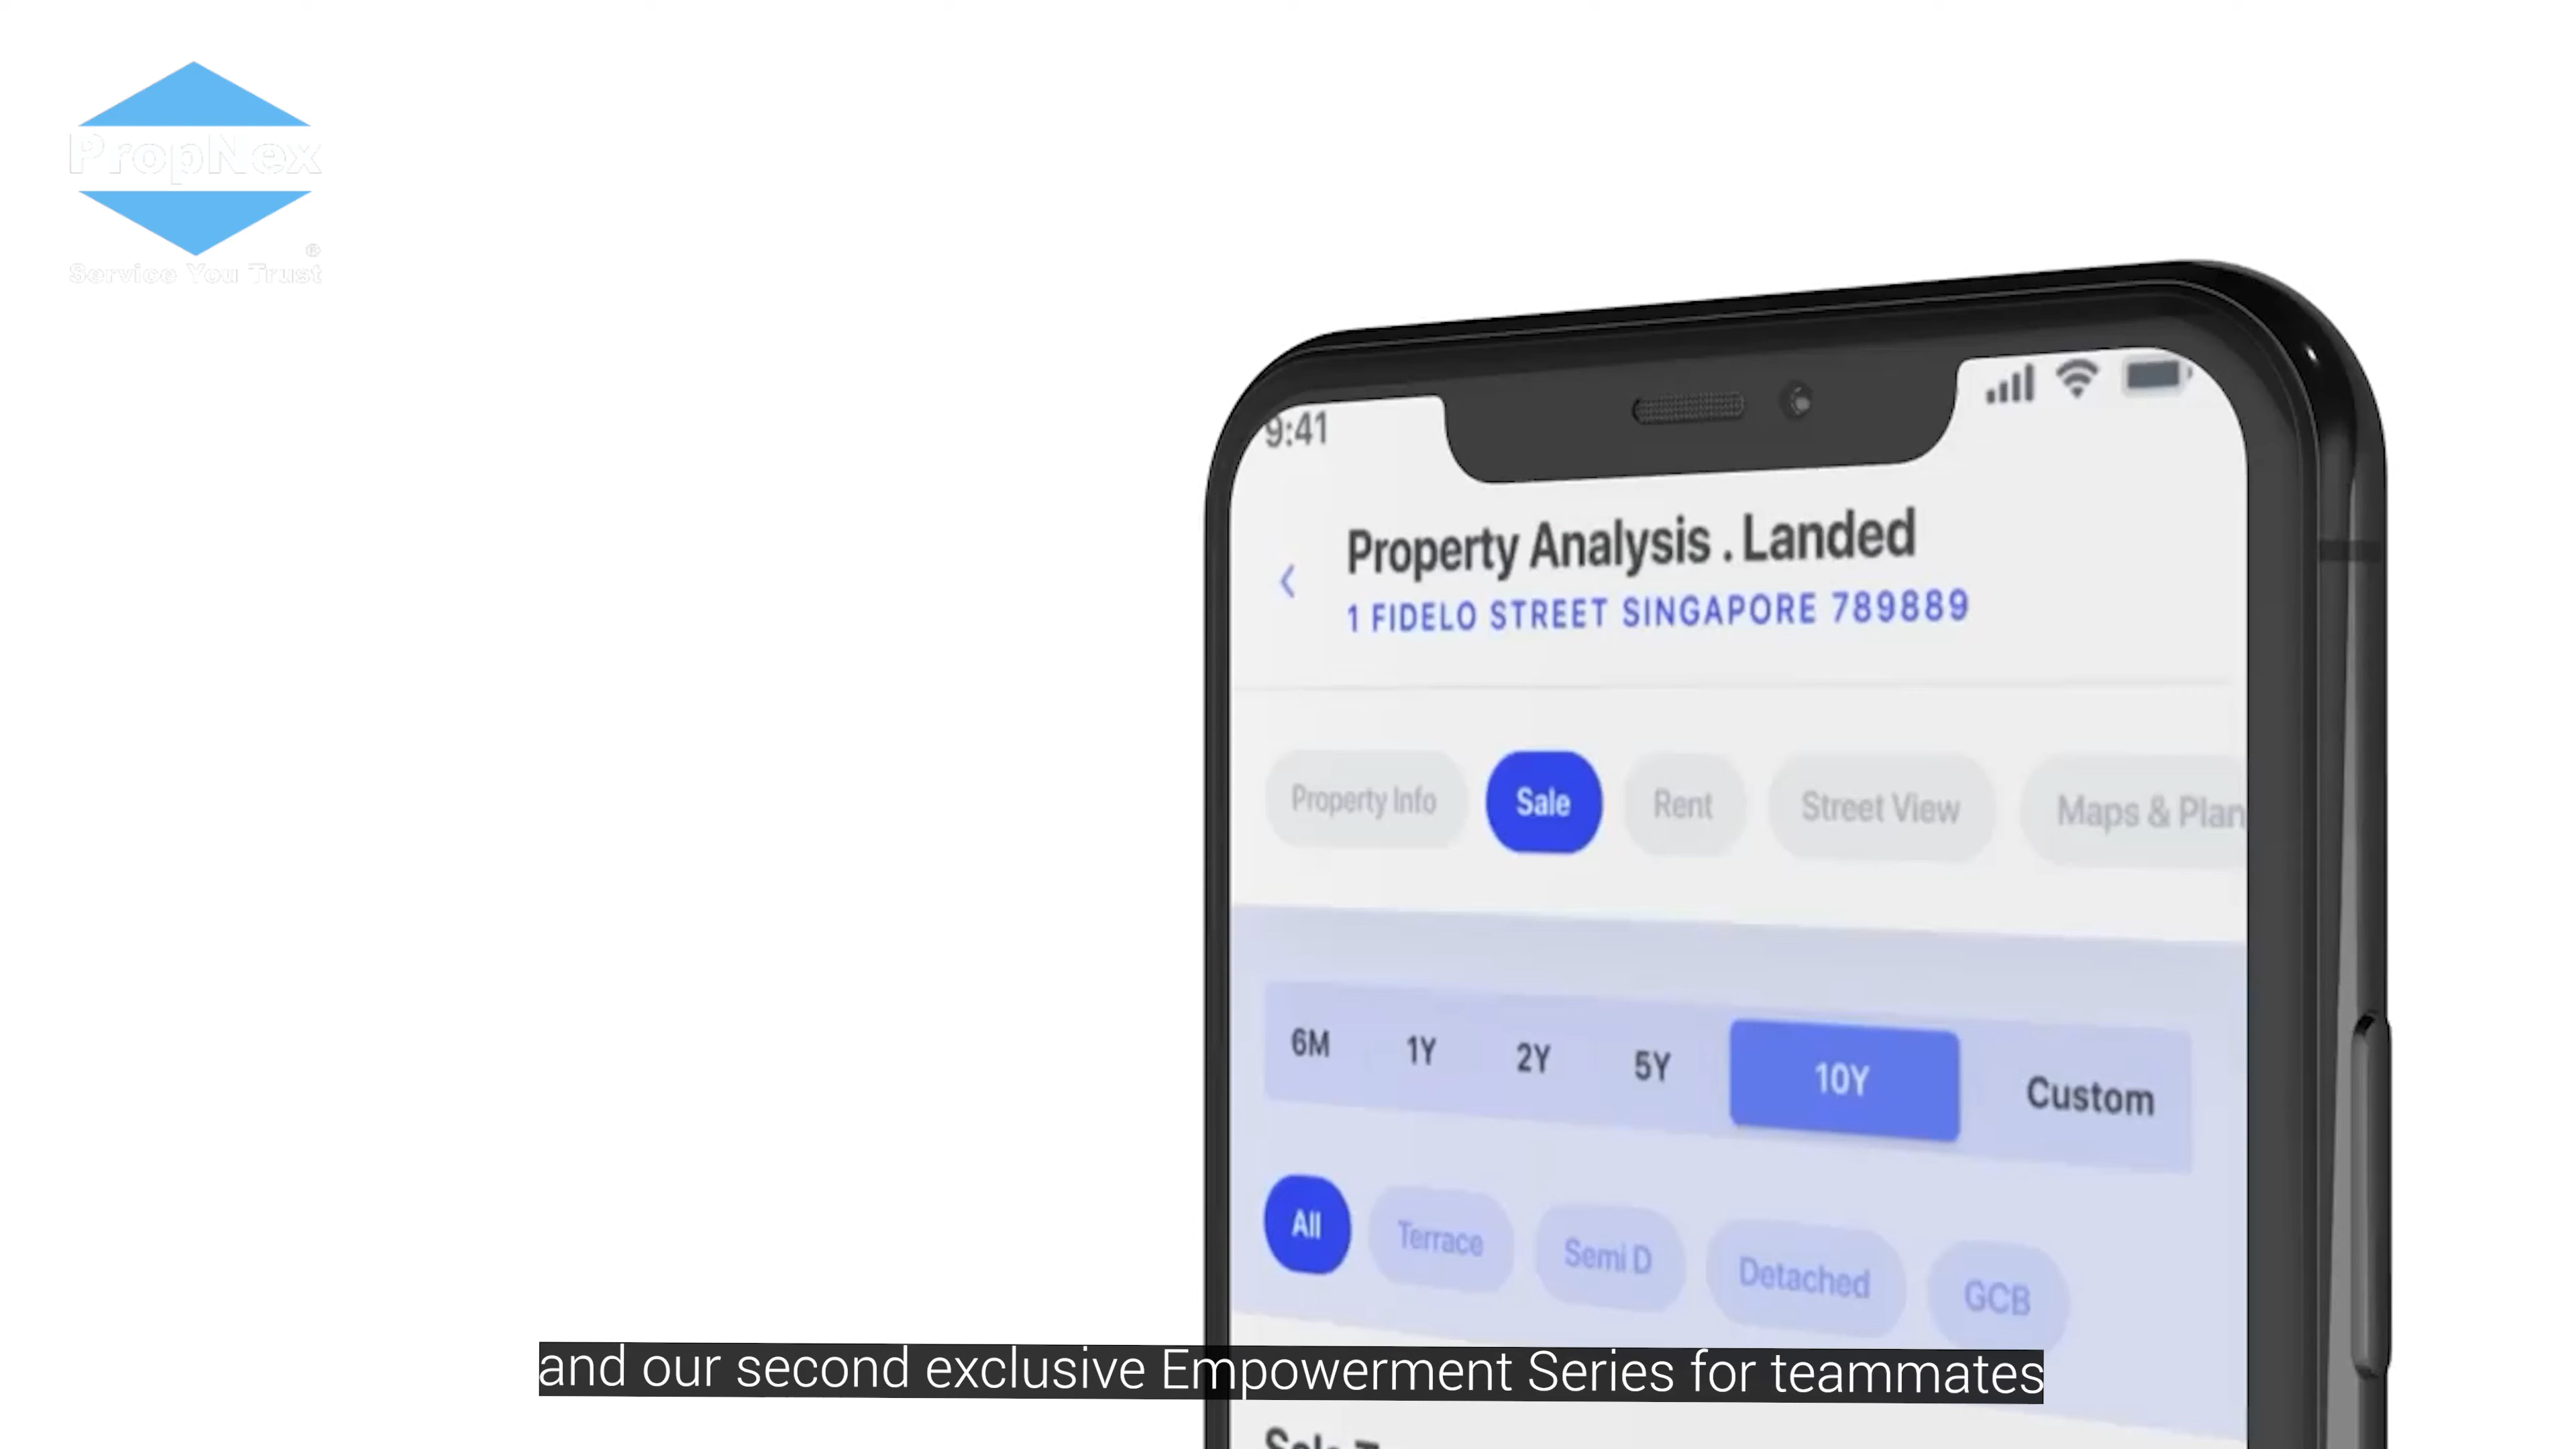 PropNex
®
Service You Trust
9:41
Property Analysis . Landed
1 FIDELO STREET SINGAPORE 789889
Property Info Sale Rent Street View Maps & Plan
6M 1Y 2Y 5Y 10Y Custom
All Terrace Semi D Detached GCB
and our second exclusive Empowerment Series for teammates